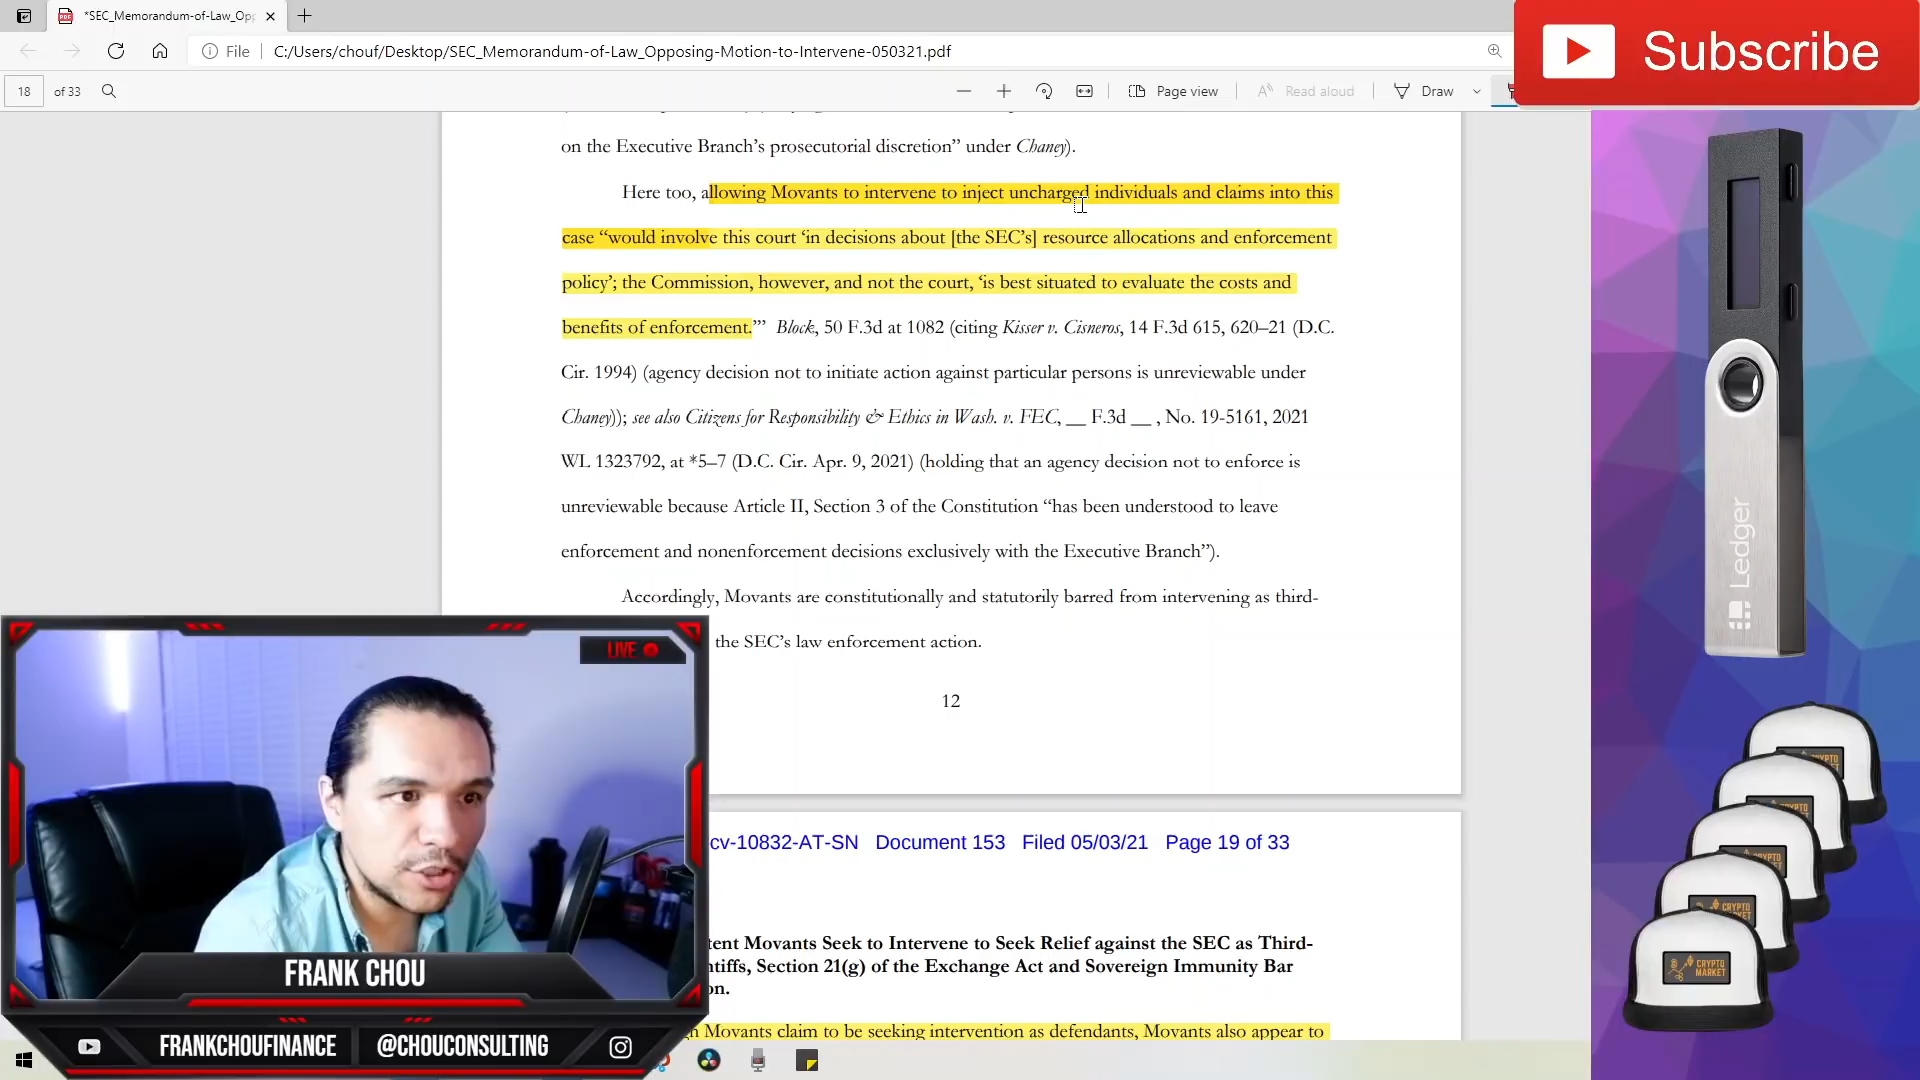 *SEC_Memorandum-of-Law_Opp
File
C:/Users/chouf/Desktop/SEC_Memorandum-of-Law_Opposing-Motion-to-Intervene-050321.pdf
Subscribe
18 of 33
Page view
Read aloud
Draw
on the Executive Branch’s prosecutorial discretion” under Chaney).
Here too, allowing Movants to intervene to inject uncharged individuals and claims into this
case “would involve this court ‘in decisions about [the SEC’s] resource allocations and enforcement
policy’; the Commission, however, and not the court, ‘is best situated to evaluate the costs and
benefits of enforcement.’” Block, 50 F.3d at 1082 (citing Kisser v. Cisneros, 14 F.3d 615, 620–21 (D.C.
Cir. 1994) (agency decision not to initiate action against particular persons is unreviewable under
Chaney)); see also Citizens for Responsibility & Ethics in Wash. v. FEC, __ F.3d __ , No. 19-5161, 2021
WL 1323792, at *5–7 (D.C. Cir. Apr. 9, 2021) (holding that an agency decision not to enforce is
unreviewable because Article II, Section 3 of the Constitution “has been understood to leave
enforcement and nonenforcement decisions exclusively with the Executive Branch”).
Accordingly, Movants are constitutionally and statutorily barred from intervening as third-
the SEC’s law enforcement action.
12
cv-10832-AT-SN Document 153 Filed 05/03/21 Page 19 of 33
tent Movants Seek to Intervene to Seek Relief against the SEC as Third-
ntiffs, Section 21(g) of the Exchange Act and Sovereign Immunity Bar
on.
h Movants claim to be seeking intervention as defendants, Movants also appear to
LIVE
FRANK CHOU
FRANKCHOUFINANCE
@CHOUCONSULTING
Ledger
CRYPTO
MARKET